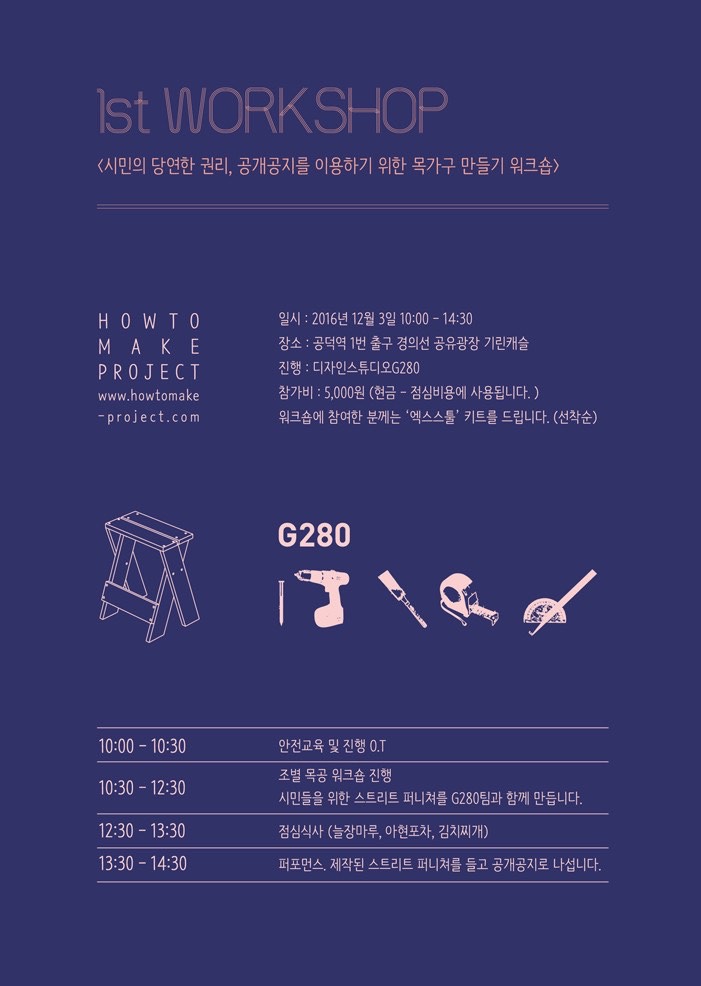 1st WORKSHOP
<시민의 당연한 권리, 공개공지를 이용하기 위한 목가구 만들기 워크숍>
HOWTO
MAKE
PROJECT
www.howtomake
-project.com
일시 : 2016년 12월 3일 10:00 - 14:30
장소 : 공덕역 1번 출구 경의선 공유광장 기린캐슬
진행 : 디자인스튜디오G280
참가비 : 5,000원 (현금 - 점심비용에 사용됩니다. )
워크숍에 참여한 분께는 ‘엑스스툴’ 키트를 드립니다. (선착순)
G280
10:00 - 10:30 안전교육 및 진행 O.T
10:30 - 12:30 조별 목공 워크숍 진행
시민들을 위한 스트리트 퍼니쳐를 G280팀과 함께 만듭니다.
12:30 - 13:30 점심식사 (늘장마루, 아현포차, 김치찌개)
13:30 - 14:30 퍼포먼스. 제작된 스트리트 퍼니쳐를 들고 공개공지로 나섭니다.